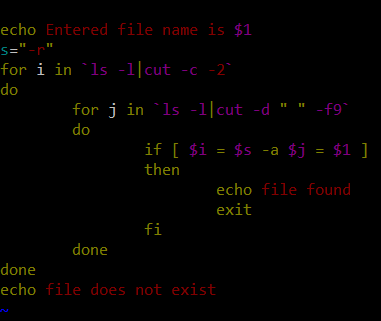 echo Entered file name is $1
s="-r"
for i in `ls -l|cut -c -2`
do
for j in `ls -l|cut -d " " -f9`
do
if [ $i = $s -a $j = $1 ]
then
echo file found
exit
fi
done
done
echo file does not exist
~